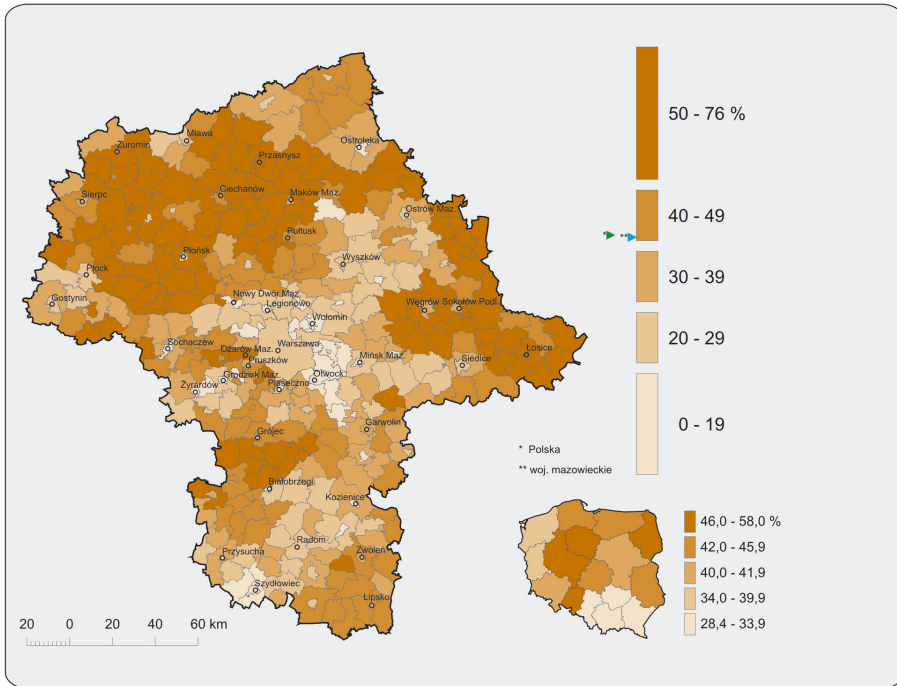 Mława
Żuromin
Ostrołęka
Przasnysz
Sierpc
Ciechanów
Maków Maz.
Ostrów Maz.
Pułtusk
Płońsk
Wyszków
Płock
Gostynin
Nowy Dwór Maz.
Legionowo
Węgrów
Sokołów Podl.
Wołomin
Sochaczew
Warszawa
Dżarów Maz.
Pruszków
Mińsk Maz.
Siedlce
Łosice
Grodzisk Maz.
Otwock
Żyrardów
Piaseczno
Garwolin
Grójec
Białobrzegi
Kozienice
Radom
Przysucha
Zwoleń
Szydłowiec
Lipsko
20 0 20 40 60 km
50 - 76 %
40 - 49
* **
30 - 39
20 - 29
0 - 19
* Polska
** woj. mazowieckie
46,0 - 58,0 %
42,0 - 45,9
40,0 - 41,9
34,0 - 39,9
28,4 - 33,9